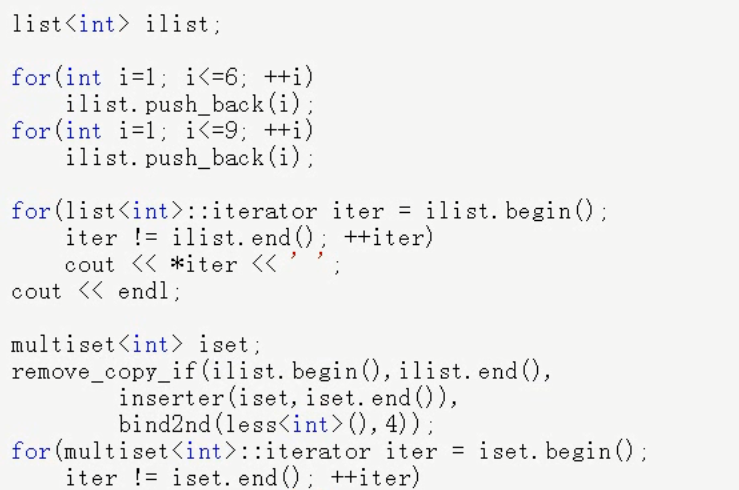 list<int> ilist;
for(int i=1; i<=6; ++i)
ilist.push_back(i);
for(int i=1; i<=9; ++i)
ilist.push_back(i);
for(list<int>::iterator iter = ilist.begin();
iter != ilist.end(); ++iter)
cout << *iter << ' ';
cout << endl;
multiset<int> iset;
remove_copy_if(ilist.begin(),ilist.end(),
inserter(iset,iset.end()),
bind2nd(less<int>(),4));
for(multiset<int>::iterator iter = iset.begin();
iter != iset.end(); ++iter)